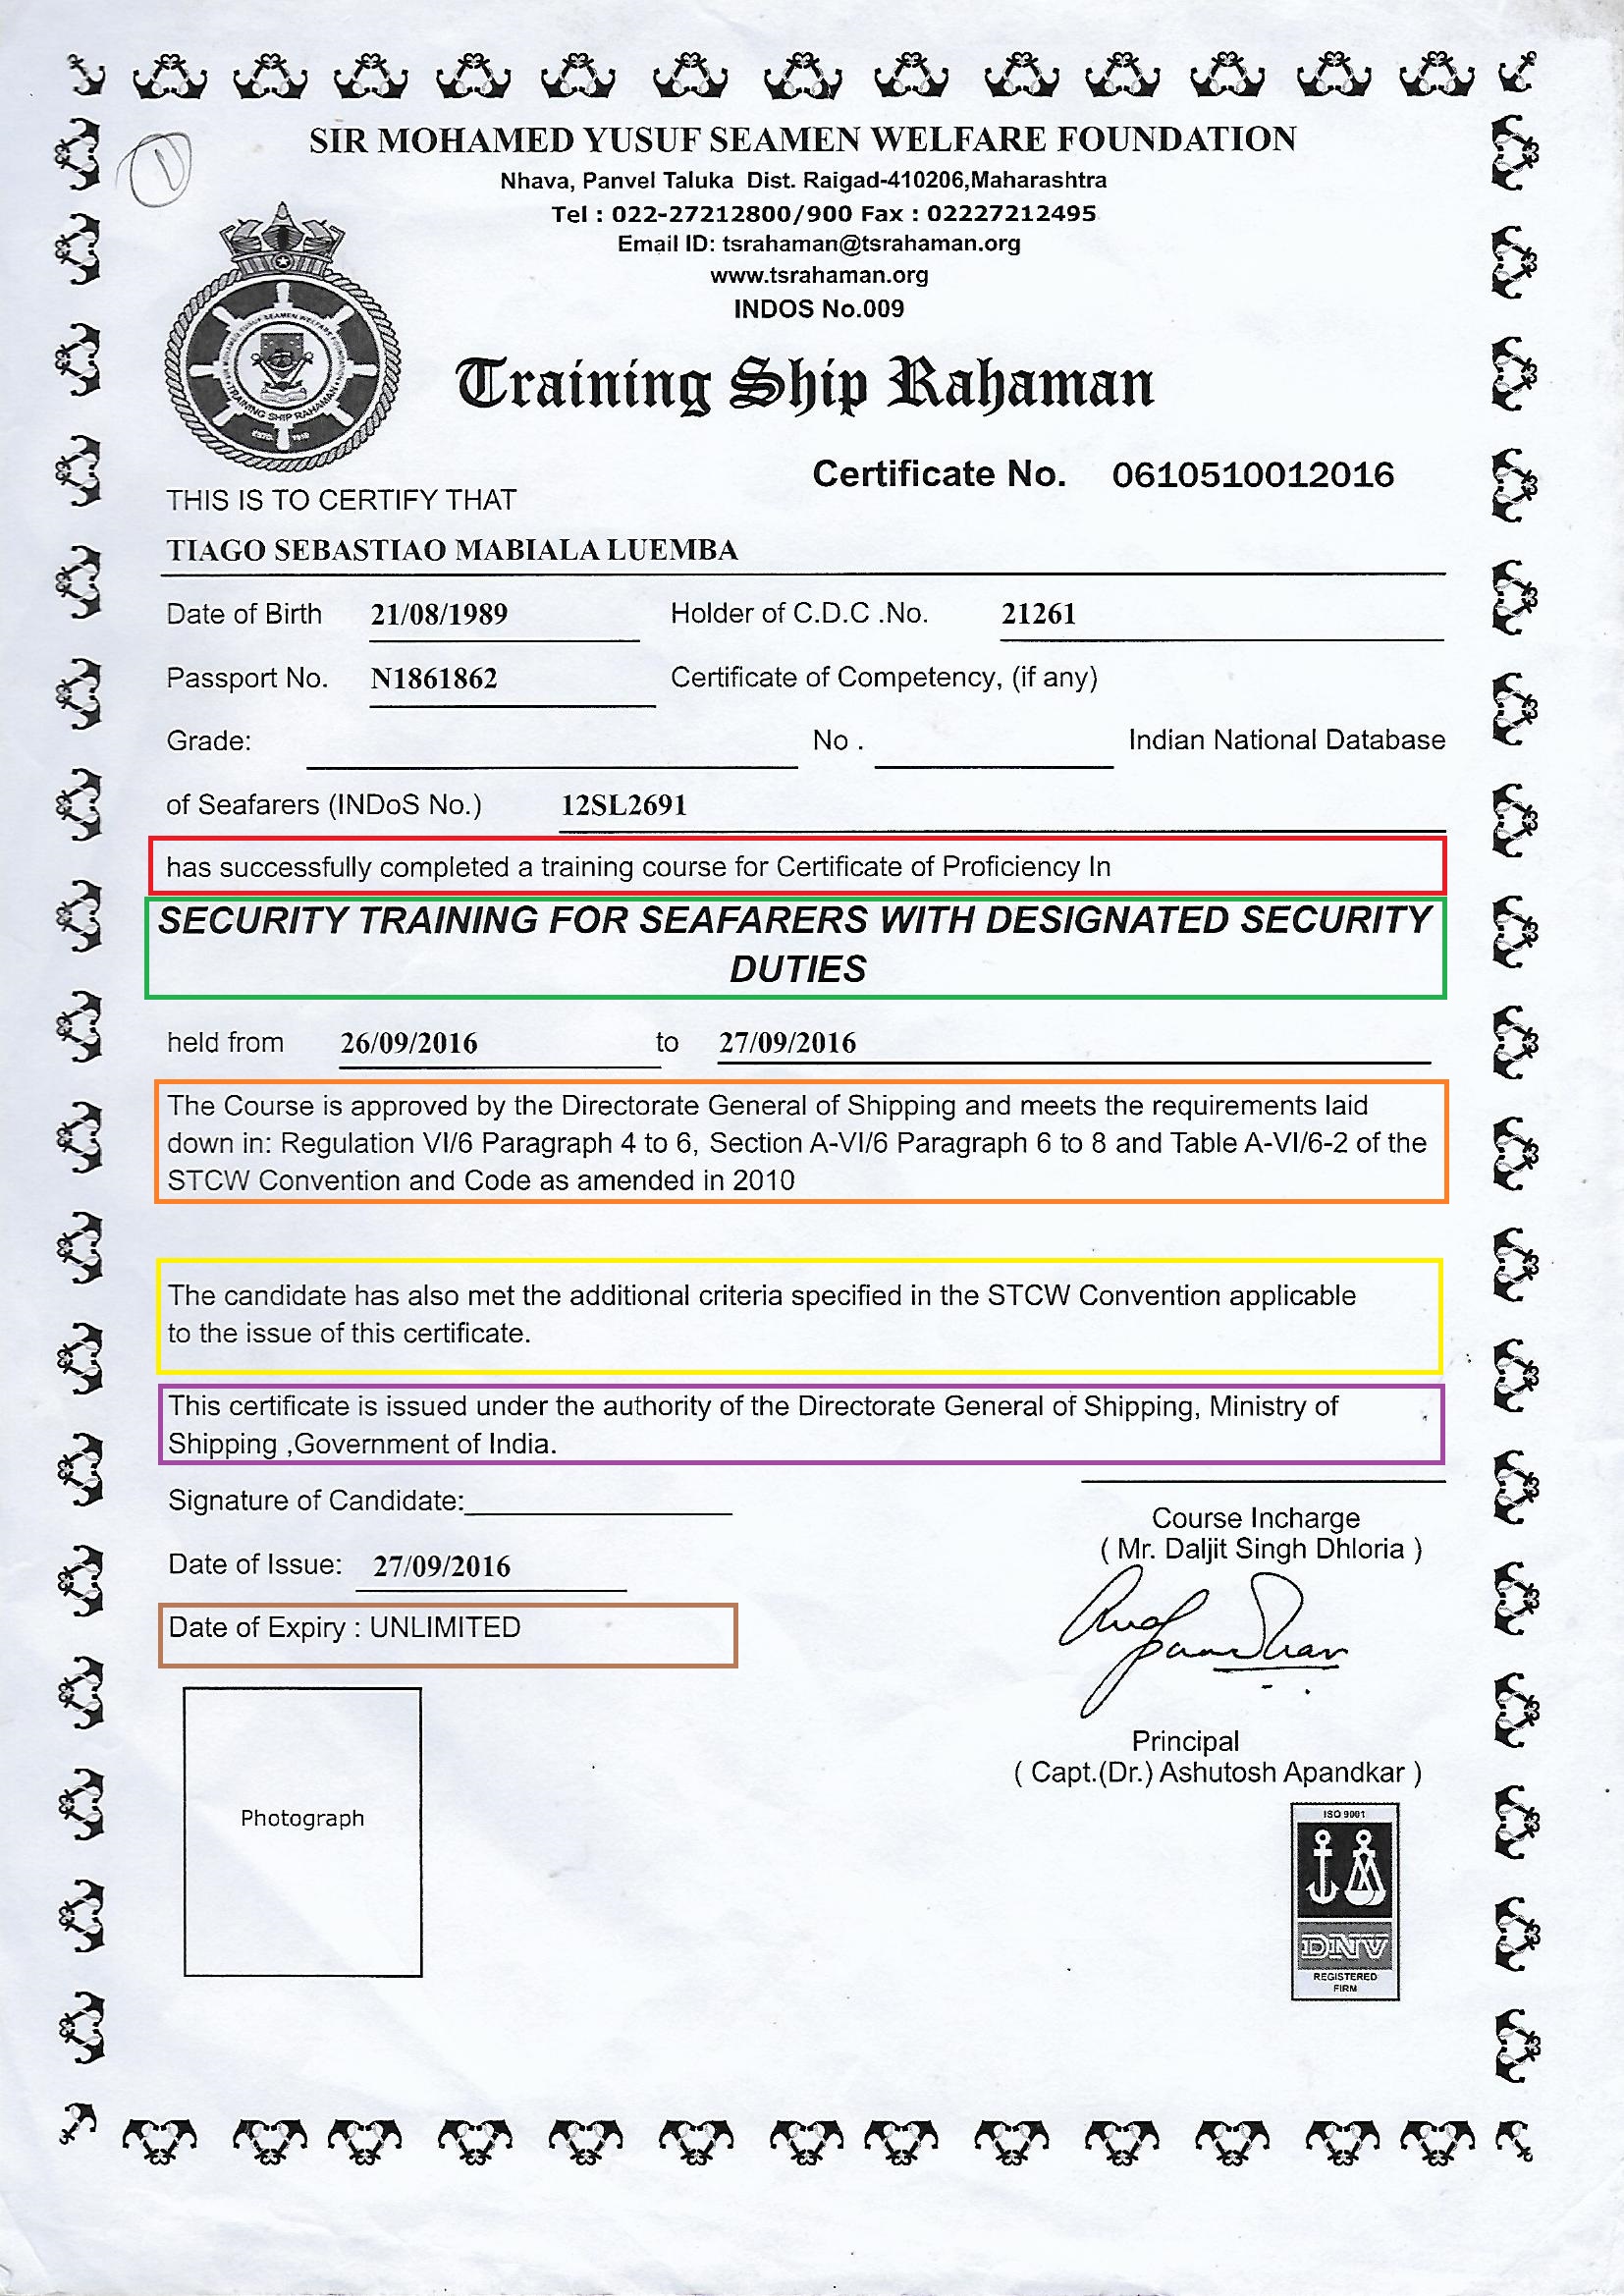 SIR MOHAMED YUSUF SEAMEN WELFARE FOUNDATION
Nhava, Panvel Taluka Dist. Raigad-410206,Maharashtra
Tel : 022-27212800/900 Fax : 02227212495
Email ID: tsrahaman@tsrahaman.org
www.tsrahaman.org
INDOS No.009
Training Ship Rahaman
TRAINING SHIP RAHAMAN
Certificate No. 0610510012016
THIS IS TO CERTIFY THAT
TIAGO SEBASTIAO MABIALA LUEMBA
Date of Birth 21/08/1989 Holder of C.D.C .No. 21261
Passport No. N1861862 Certificate of Competency, (if any)
Grade: No . Indian National Database
of Seafarers (INDoS No.) 12SL2691
has successfully completed a training course for Certificate of Proficiency In
SECURITY TRAINING FOR SEAFARERS WITH DESIGNATED SECURITY
DUTIES
held from 26/09/2016 to 27/09/2016
The Course is approved by the Directorate General of Shipping and meets the requirements laid
down in: Regulation VI/6 Paragraph 4 to 6, Section A-VI/6 Paragraph 6 to 8 and Table A-VI/6-2 of the
STCW Convention and Code as amended in 2010
The candidate has also met the additional criteria specified in the STCW Convention applicable
to the issue of this certificate.
This certificate is issued under the authority of the Directorate General of Shipping, Ministry of
Shipping ,Government of India.
Signature of Candidate:
Course Incharge
( Mr. Daljit Singh Dhloria )
Date of Issue: 27/09/2016
Date of Expiry : UNLIMITED
Principal
( Capt.(Dr.) Ashutosh Apandkar )
Photograph
ISO 9001
DNV
REGISTERED
FIRM